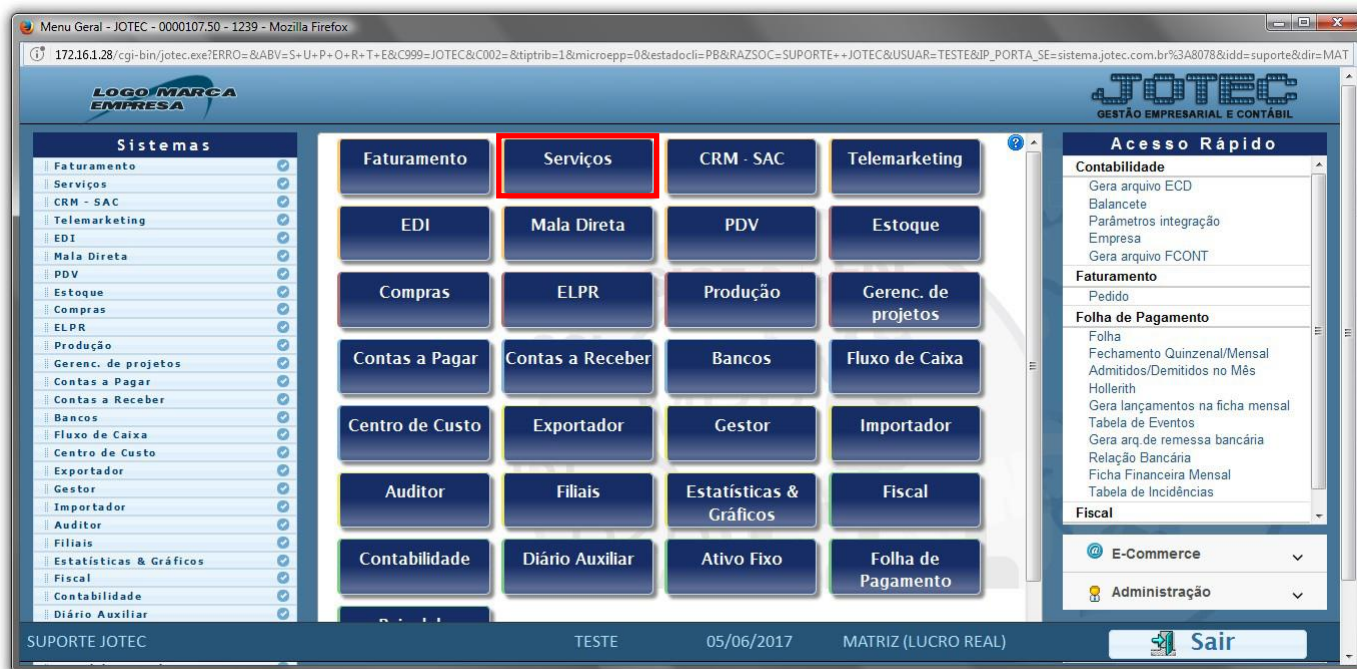 Menu Geral - JOTEC - 0000107.50 - 1239 - Mozilla Firefox
172.16.1.28/cgi-bin/jotec.exe?ERRO=&ABV=S+U+P+O+R+T+E&C999=JOTEC&C002=&tiptrib=1&microepp=0&estadocli=PB&RAZSOC=SUPORTE++JOTEC&USUAR=TESTE&IP_PORTA_SE=sistema.jotec.com.br%3A8078&idd=suporte&dir=MAT
LOGO MARCA
EMPRESA
JOTEC
GESTÃO EMPRESARIAL E CONTÁBIL
Sistemas
Faturamento
Serviços
CRM - SAC
Telemarketing
EDI
Mala Direta
PDV
Estoque
Compras
ELPR
Produção
Gerenc. de projetos
Contas a Pagar
Contas a Receber
Bancos
Fluxo de Caixa
Centro de Custo
Exportador
Gestor
Importador
Auditor
Filiais
Estatísticas & Gráficos
Fiscal
Contabilidade
Diário Auxiliar
Faturamento
Serviços
CRM - SAC
Telemarketing
EDI
Mala Direta
PDV
Estoque
Compras
ELPR
Produção
Gerenc. de
projetos
Contas a Pagar
Contas a Receber
Bancos
Fluxo de Caixa
Centro de Custo
Exportador
Gestor
Importador
Auditor
Filiais
Estatísticas &
Gráficos
Fiscal
Contabilidade
Diário Auxiliar
Ativo Fixo
Folha de
Pagamento
Acesso Rápido
Contabilidade
Gera arquivo ECD
Balancete
Parâmetros integração
Empresa
Gera arquivo FCONT
Faturamento
Pedido
Folha de Pagamento
Folha
Fechamento Quinzenal/Mensal
Admitidos/Demitidos no Mês
Hollerith
Gera lançamentos na ficha mensal
Tabela de Eventos
Gera arq.de remessa bancária
Relação Bancária
Ficha Financeira Mensal
Tabela de Incidências
Fiscal
E-Commerce
Administração
SUPORTE JOTEC
TESTE
05/06/2017
MATRIZ (LUCRO REAL)
Sair